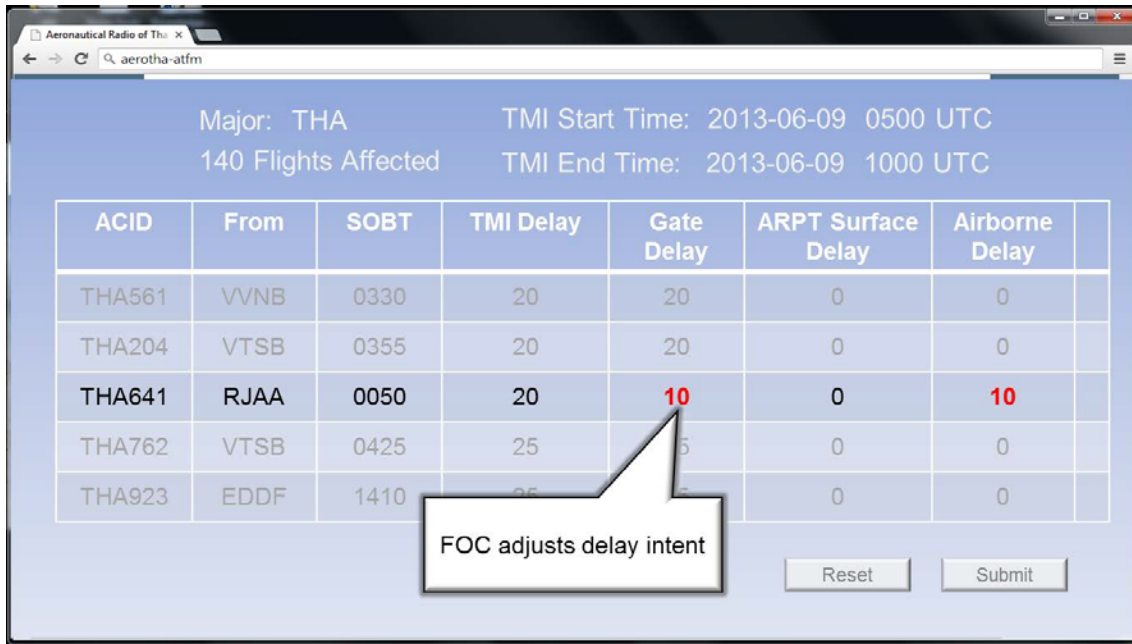 Aeronautical Radio of Tha
aerotha-atfm
Major: THA
TMI Start Time: 2013-06-09 0500 UTC
140 Flights Affected
TMI End Time: 2013-06-09 1000 UTC
ACID From SOBT TMI Delay Gate Delay ARPT Surface Delay Airborne Delay
THA561 VVNB 0330 20 20 0 0
THA204 VTSB 0355 20 20 0 0
THA641 RJAA 0050 20 10 0 10
THA762 VTSB 0425 25 0 0
THA923 EDDF 1410 0 0
FOC adjusts delay intent
Reset Submit